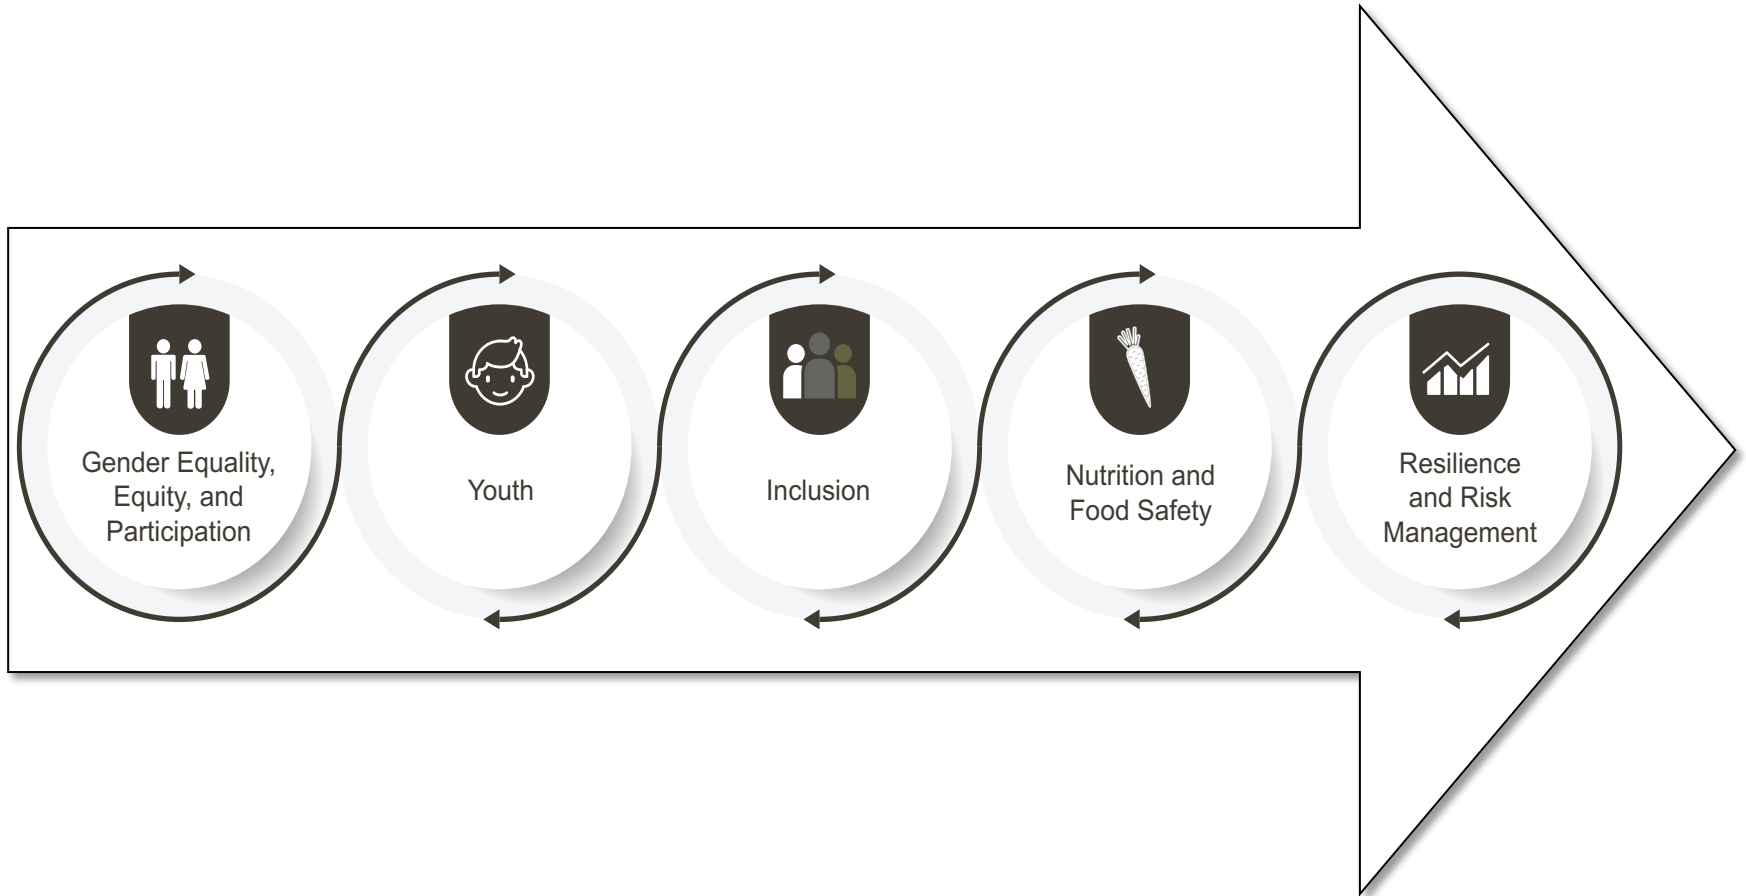 Gender Equality,
Equity, and
Participation
Youth
Inclusion
Nutrition and
Food Safety
Resilience
and Risk
Management